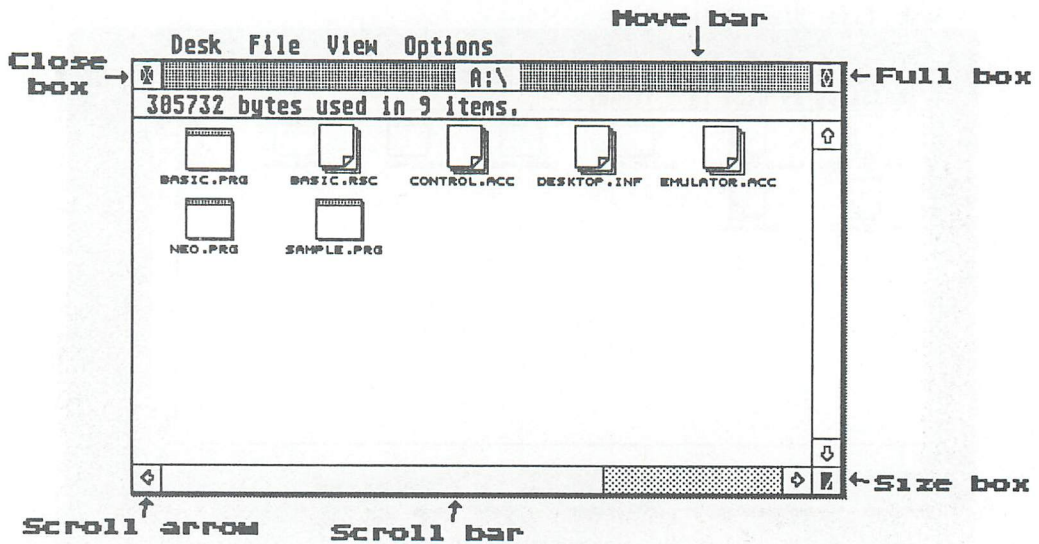 Move bar
Desk File View Options
Close box
A:\
Full box
305732 bytes used in 9 items.
BASIC.PRG BASIC.RSC CONTROL.ACC DESKTOP.INF EMULATOR.ACC
NEO.PRG SAMPLE.PRG
Size box
Scroll arrow
Scroll bar